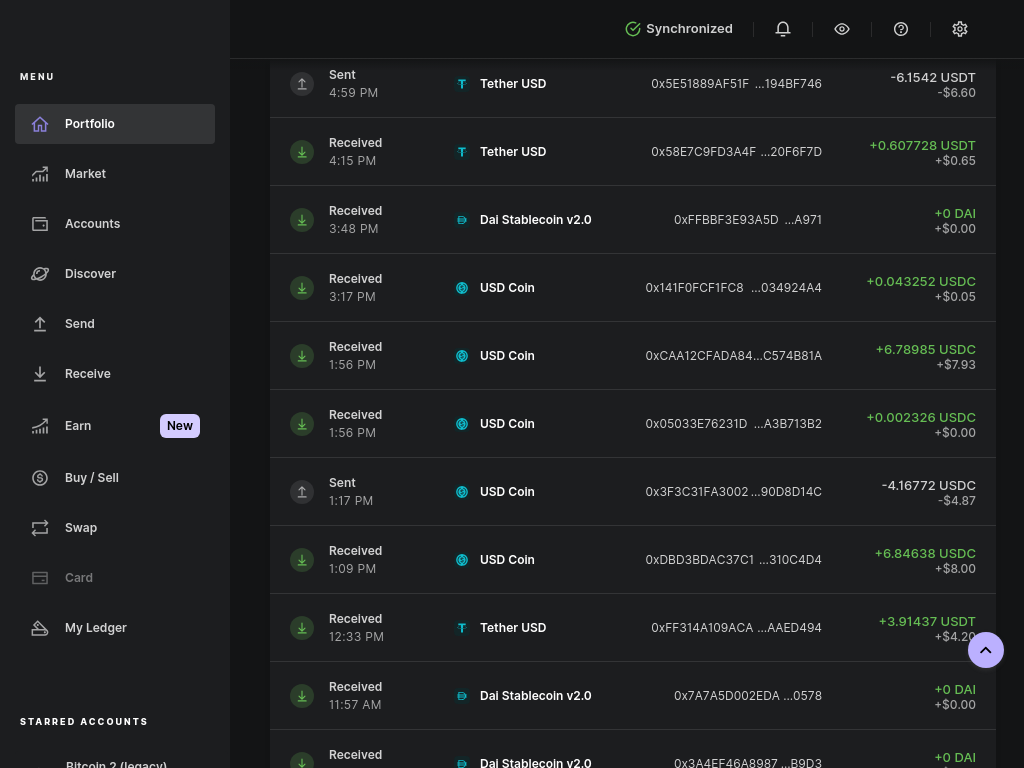 Synchronized
MENU
Portfolio
Market
Accounts
Discover
Send
Receive
Earn
New
Buy / Sell
Swap
Card
My Ledger
STARRED ACCOUNTS
Bitcoin 2 (legacy)
Sent
4:59 PM
Tether USD
0x5E51889AF51F ...194BF746
-6.1542 USDT
-$6.60
Received
4:15 PM
Tether USD
0x58E7C9FD3A4F ...20F6F7D
+0.607728 USDT
+$0.65
Received
3:48 PM
Dai Stablecoin v2.0
0xFFBBF3E93A5D ...A971
+0 DAI
+$0.00
Received
3:17 PM
USD Coin
0x141F0FCF1FC8 ...034924A4
+0.043252 USDC
+$0.05
Received
1:56 PM
USD Coin
0xCAA12CFADA84...C574B81A
+6.78985 USDC
+$7.93
Received
1:56 PM
USD Coin
0x05033E76231D ...A3B713B2
+0.002326 USDC
+$0.00
Sent
1:17 PM
USD Coin
0x3F3C31FA3002 ...90D8D14C
-4.16772 USDC
-$4.87
Received
1:09 PM
USD Coin
0xDBD3BDAC37C1 ...310C4D4
+6.84638 USDC
+$8.00
Received
12:33 PM
Tether USD
0xFF314A109ACA ...AAED494
+3.91437 USDT
+$4.20
Received
11:57 AM
Dai Stablecoin v2.0
0x7A7A5D002EDA ...0578
+0 DAI
+$0.00
Received
Dai Stablecoin v2.0
0x3A4EF46A8987 ...B9D3
+0 DAI